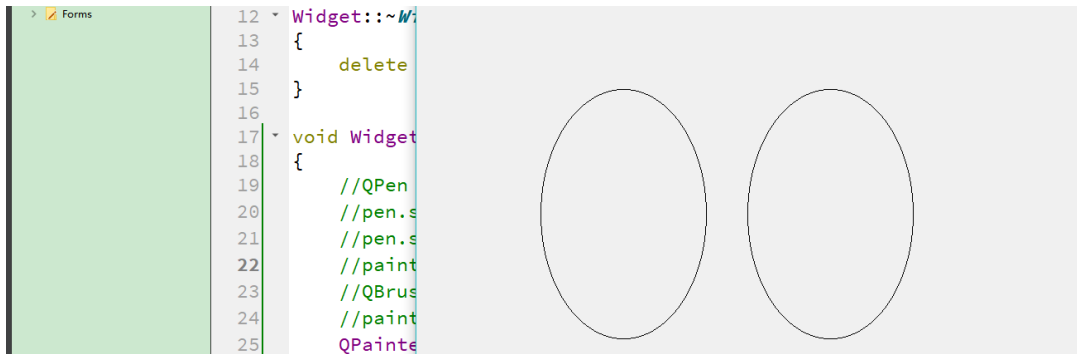 Forms
12 Widget::~Wi
13 {
14 delete
15 }
16
17 void Widget
18 {
19 //QPen
20 //pen.s
21 //pen.s
22 //paint
23 //QBrus
24 //paint
25 QPainte